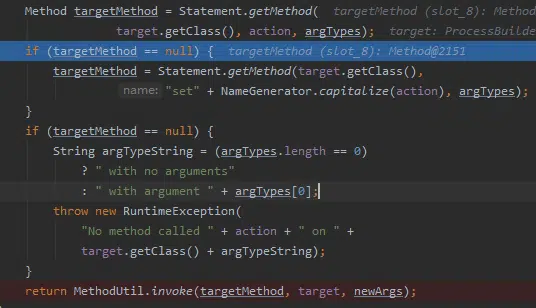 Method targetMethod = Statement.getMethod( targetMethod (slot_8): Method
target.getClass(), action, argTypes); target: ProcessBuilde
if (targetMethod == null) { targetMethod (slot_8): Method@2151
targetMethod = Statement.getMethod(target.getClass(),
name: "set" + NameGenerator.capitalize(action), argTypes);
}
if (targetMethod == null) {
String argTypeString = (argTypes.length == 0)
? " with no arguments"
: " with argument " + argTypes[0];
throw new RuntimeException(
"No method called " + action + " on " +
target.getClass() + argTypeString);
}
return MethodUtil.invoke(targetMethod, target, newArgs);